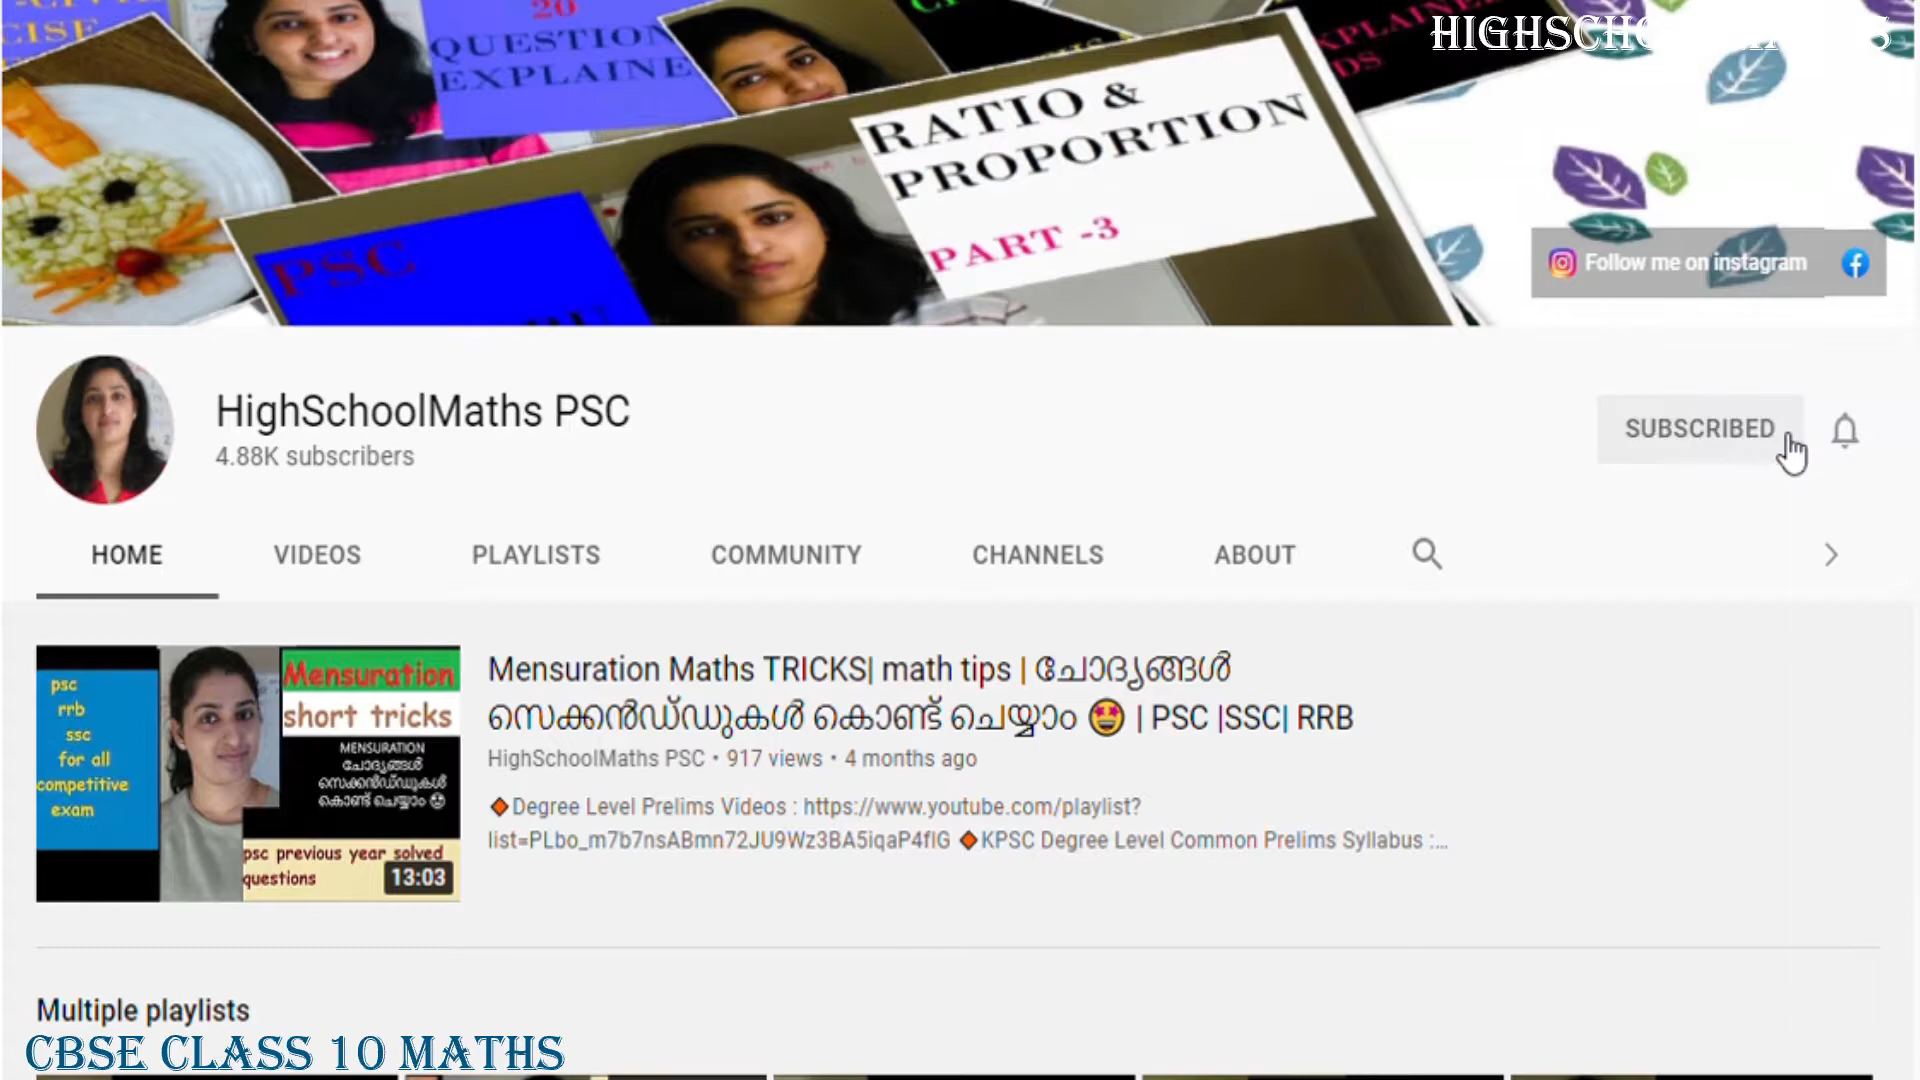 CISE
20
QUESTION
EXPLAINE
PSC
RATIO &
PROPORTION
PART -3
Follow me on instagram
HighSchoolMaths PSC
4.88K subscribers
SUBSCRIBED
HOME VIDEOS PLAYLISTS COMMUNITY CHANNELS ABOUT
psc
rrb
ssc
for all
competitive
exam
Mensuration
short tricks
MENSURATION
ചോദ്യങ്ങൾ
സെക്കൻഡ്ഡുകൾ
കൊണ്ട് ചെയ്യാം
psc previous year solved
questions
13:03
Mensuration Maths TRICKS| math tips | ചോദ്യങ്ങൾ
സെക്കൻഡ്ഡുകൾ കൊണ്ട് ചെയ്യാം 🤩 | PSC |SSC| RRB
HighSchoolMaths PSC • 917 views • 4 months ago
🔶Degree Level Prelims Videos : https://www.youtube.com/playlist?
list=PLbo_m7b7nsABmn72JU9Wz3BA5iqaP4flG 🔶KPSC Degree Level Common Prelims Syllabus :...
Multiple playlists
CBSE CLASS 10 MATHS